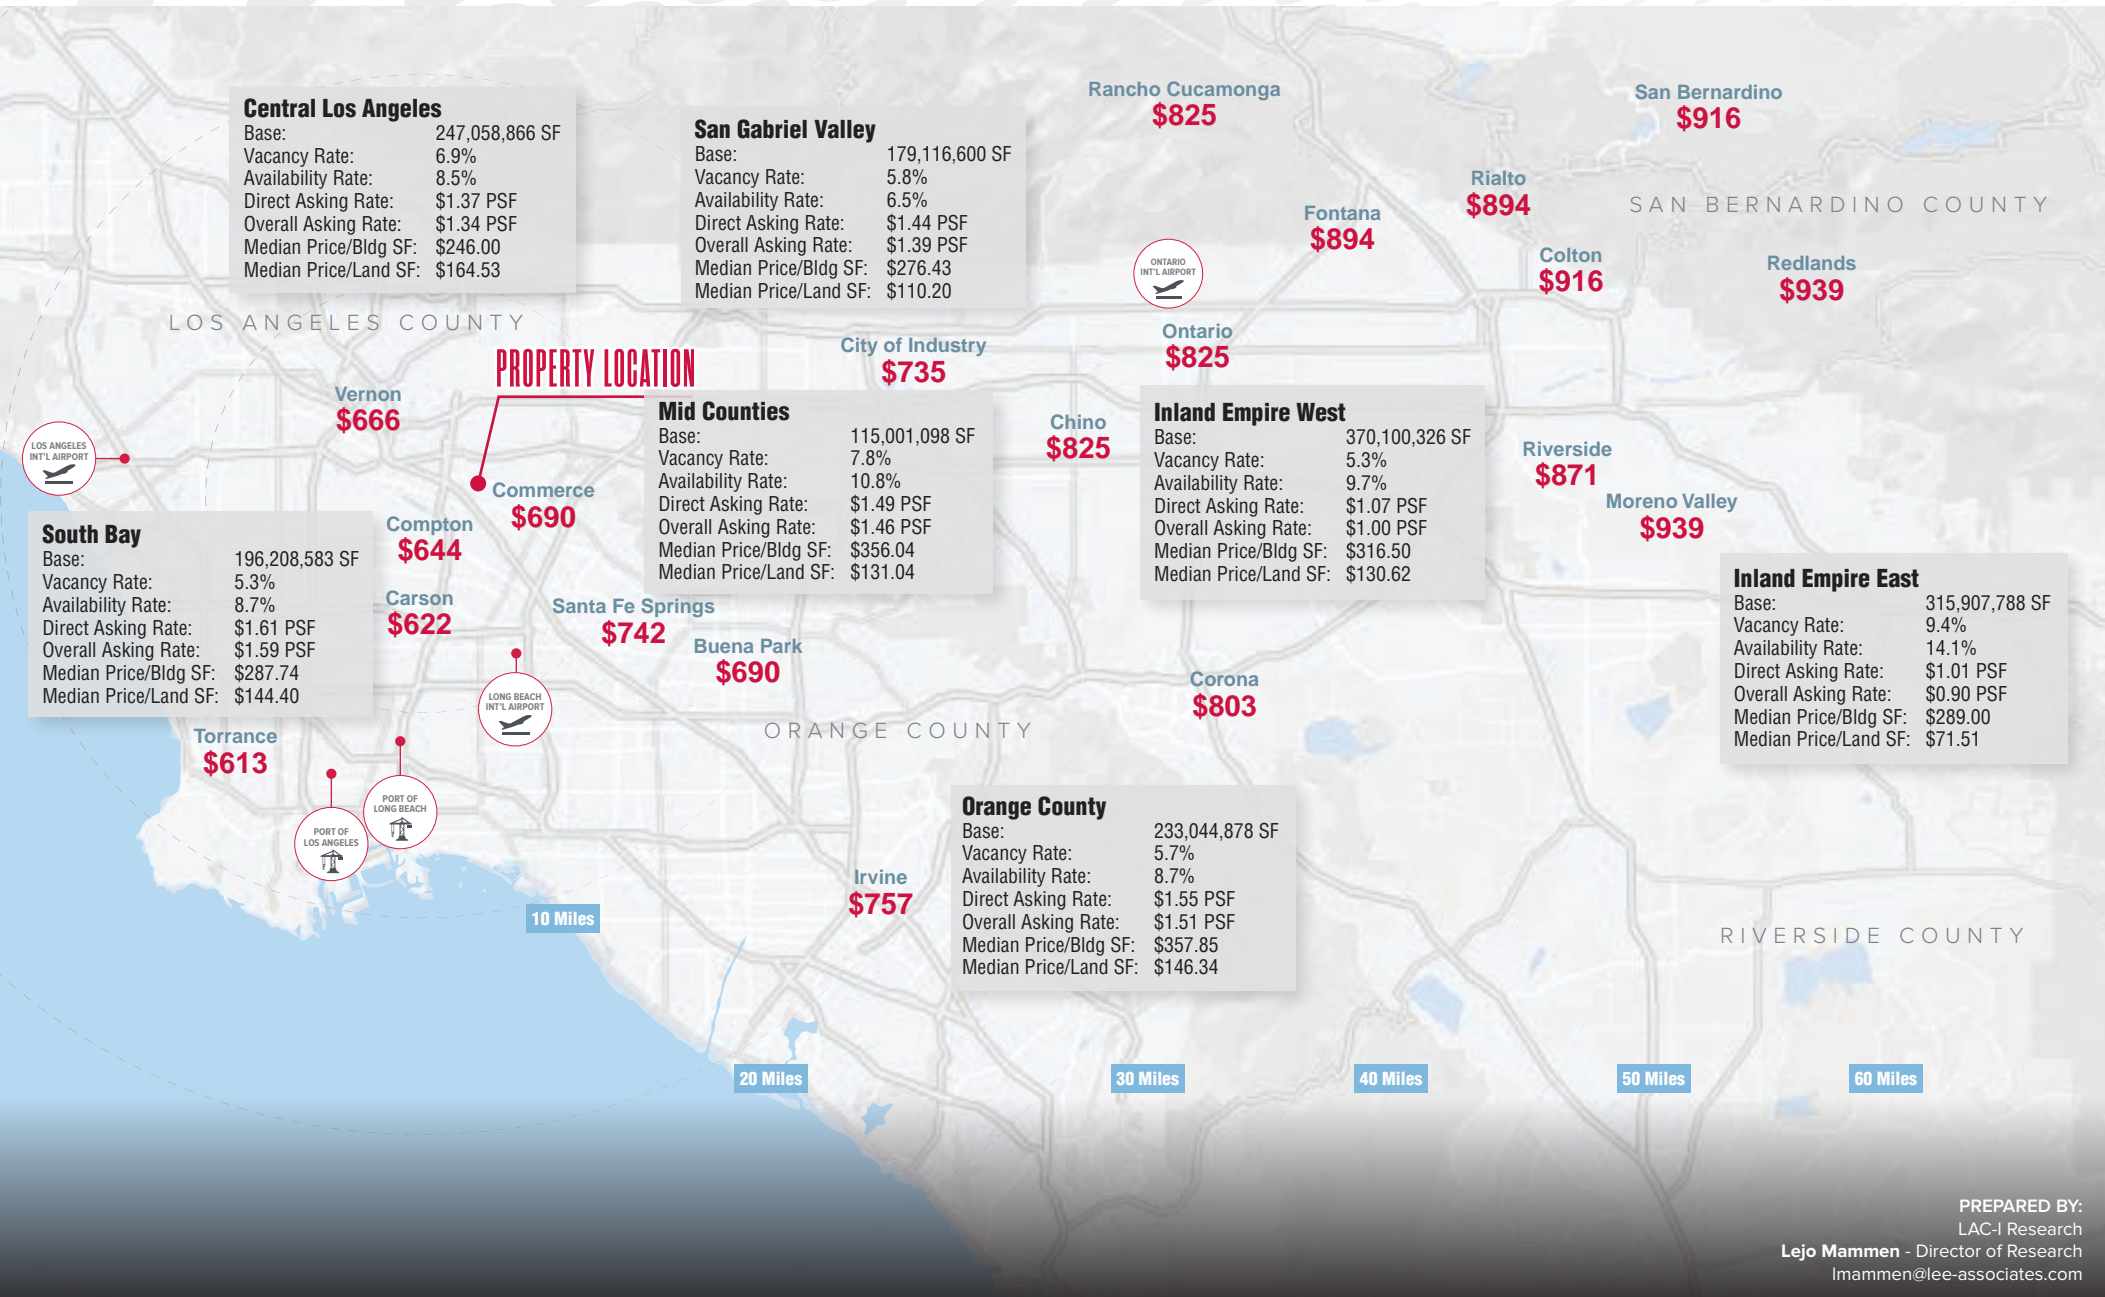 Central Los Angeles
Base: 247,058,866 SF
Vacancy Rate: 6.9%
Availability Rate: 8.5%
Direct Asking Rate: $1.37 PSF
Overall Asking Rate: $1.34 PSF
Median Price/Bldg SF: $246.00
Median Price/Land SF: $164.53
San Gabriel Valley
Base: 179,116,600 SF
Vacancy Rate: 5.8%
Availability Rate: 6.5%
Direct Asking Rate: $1.44 PSF
Overall Asking Rate: $1.39 PSF
Median Price/Bldg SF: $276.43
Median Price/Land SF: $110.20
Rancho Cucamonga
$825
San Bernardino
$916
Rialto
$894
SAN BERNARDINO COUNTY
Fontana
$894
Colton
$916
Redlands
$939
ONTARIO
INT'L AIRPORT
LOS ANGELES COUNTY
Ontario
$825
City of Industry
$735
PROPERTY LOCATION
Vernon
$666
LOS ANGELES
INT'L AIRPORT
Mid Counties
Base: 115,001,098 SF
Vacancy Rate: 7.8%
Availability Rate: 10.8%
Direct Asking Rate: $1.49 PSF
Overall Asking Rate: $1.46 PSF
Median Price/Bldg SF: $356.04
Median Price/Land SF: $131.04
Chino
$825
Inland Empire West
Base: 370,100,326 SF
Vacancy Rate: 5.3%
Availability Rate: 9.7%
Direct Asking Rate: $1.07 PSF
Overall Asking Rate: $1.00 PSF
Median Price/Bldg SF: $316.50
Median Price/Land SF: $130.62
Riverside
$871
Moreno Valley
$939
Commerce
$690
Compton
$644
South Bay
Base: 196,208,583 SF
Vacancy Rate: 5.3%
Availability Rate: 8.7%
Direct Asking Rate: $1.61 PSF
Overall Asking Rate: $1.59 PSF
Median Price/Bldg SF: $287.74
Median Price/Land SF: $144.40
Carson
$622
Santa Fe Springs
$742
Buena Park
$690
Inland Empire East
Base: 315,907,788 SF
Vacancy Rate: 9.4%
Availability Rate: 14.1%
Direct Asking Rate: $1.01 PSF
Overall Asking Rate: $0.90 PSF
Median Price/Bldg SF: $289.00
Median Price/Land SF: $71.51
LONG BEACH
INT'L AIRPORT
Corona
$803
ORANGE COUNTY
Torrance
$613
PORT OF
LONG BEACH
PORT OF
LOS ANGELES
Orange County
Base: 233,044,878 SF
Vacancy Rate: 5.7%
Availability Rate: 8.7%
Direct Asking Rate: $1.55 PSF
Overall Asking Rate: $1.51 PSF
Median Price/Bldg SF: $357.85
Median Price/Land SF: $146.34
Irvine
$757
10 Miles
RIVERSIDE COUNTY
20 Miles
30 Miles
40 Miles
50 Miles
60 Miles
PREPARED BY:
LAC-I Research
Lejo Mammen - Director of Research
lmammen@lee-associates.com